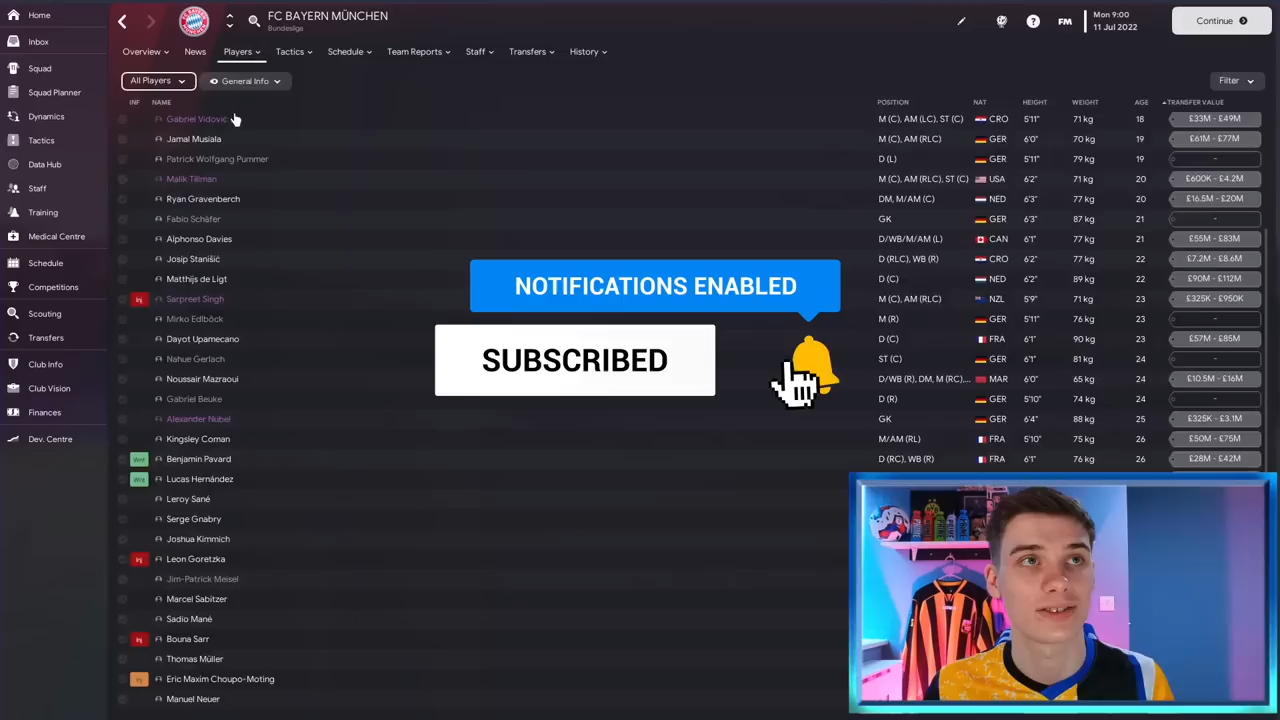 Home
Inbox
Squad
Squad Planner
Dynamics
Tactics
Data Hub
Staff
Training
Medical Centre
Schedule
Competitions
Scouting
Transfers
Club Info
Club Vision
Finances
Dev. Centre
FC BAYERN MÜNCHEN
Bundesliga
FM
Mon 9:00
11 Jul 2022
Continue
Overview News Players Tactics Schedule Team Reports Staff Transfers History
All Players General Info Filter
INF NAME POSITION NAT HEIGHT WEIGHT AGE TRANSFER VALUE
Gabriel Vidović M (C), AM (LC), ST (C) CRO 5'11" 71 kg 18 £33M - £49M
Jamal Musiala M (C), AM (RLC) GER 6'0" 70 kg 19 £61M - £77M
Patrick Wolfgang Pummer D (L) GER 5'11" 79 kg 19 -
Malik Tillman M (C), AM (RLC), ST (C) USA 6'2" 71 kg 20 £600K - £4.2M
Ryan Gravenberch DM, M/AM (C) NED 6'3" 77 kg 20 £16.5M - £20M
Fabio Schäfer GK GER 6'3" 87 kg 21 -
Alphonso Davies D/WB/M/AM (L) CAN 6'1" 77 kg 21 £55M - £83M
Josip Stanišić D (RLC), WB (R) CRO 6'2" 77 kg 22 £7.2M - £8.6M
Matthijs de Ligt D (C) NED 6'2" 89 kg 22 £90M - £112M
Inj Sarpreet Singh M (C), AM (RLC) NZL 5'9" 71 kg 23 £325K - £950K
Mirko Edlböck M (R) GER 5'11" 76 kg 23 -
Dayot Upamecano D (C) FRA 6'1" 90 kg 23 £57M - £85M
Nahue Gerlach ST (C) GER 6'1" 81 kg 24 -
Noussair Mazraoui D/WB (R), DM, M (RC),... MAR 6'0" 65 kg 24 £10.5M - £16M
Gabriel Beuke D (R) GER 5'10" 74 kg 24 -
Alexander Nübel GK GER 6'4" 88 kg 25 £325K - £3.1M
Kingsley Coman M/AM (RL) FRA 5'10" 75 kg 26 £50M - £75M
Wnt Benjamin Pavard D (RC), WB (R) FRA 6'1" 76 kg 26 £28M - £42M
Wnt Lucas Hernández
Leroy Sané
Serge Gnabry
Joshua Kimmich
Inj Leon Goretzka
Jim-Patrick Meisel
Marcel Sabitzer
Sadio Mané
Inj Bouna Sarr
Thomas Müller
Inj Eric Maxim Choupo-Moting
Manuel Neuer
NOTIFICATIONS ENABLED
SUBSCRIBED